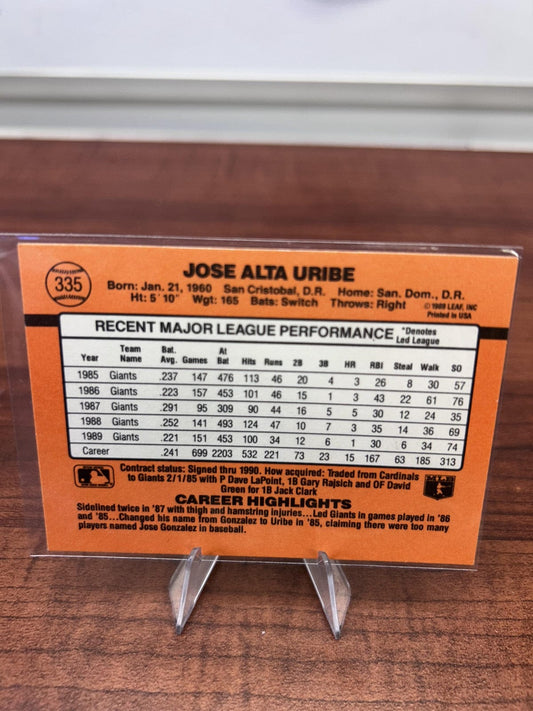 335
JOSE ALTA URIBE
Born: Jan. 21, 1960 San Cristobal, D.R. Home: San. Dom., D.R.
Ht: 5´10" Wgt: 165 Bats: Switch Throws: Right
© 1989 LEAF, INC
Printed in USA
RECENT MAJOR LEAGUE PERFORMANCE *Denotes Led League
Year Team Name Bat. Avg. Games At Bat Hits Runs 2B 3B HR RBI Steal Walk SO
1985 Giants .237 147 476 113 46 20 4 3 26 8 30 57
1986 Giants .223 157 453 101 46 15 1 3 43 22 61 76
1987 Giants .291 95 309 90 44 16 5 5 30 12 24 35
1988 Giants .252 141 493 124 47 10 7 3 35 14 36 69
1989 Giants .221 151 453 100 34 12 6 1 30 6 34 74
Career .241 699 2203 532 221 73 23 15 167 63 185 313
Contract status: Signed thru 1990. How acquired: Traded from Cardinals
to Giants 2/1/85 with P Dave LaPoint, 1B Gary Rajsich and OF David
Green for 1B Jack Clark
CAREER HIGHLIGHTS
Sidelined twice in '87 with thigh and hamstring injuries...Led Giants in games played in '86
and '85...Changed his name from Gonzalez to Uribe in '85, claiming there were too many
players named Jose Gonzalez in baseball.